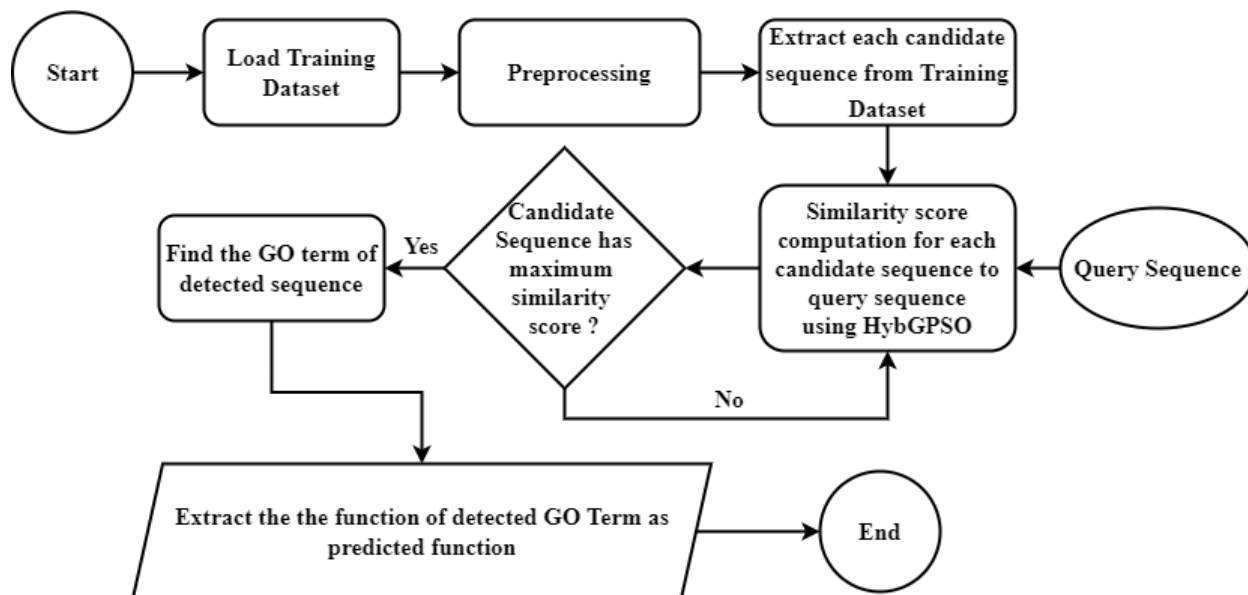 Start
Load Training
Dataset
Preprocessing
Extract each candidate
sequence from Training
Dataset
Similarity score
computation for each
candidate sequence to
query sequence
using HybGPSO
Query Sequence
Candidate
Sequence has
maximum
similarity
score ?
Yes
No
Find the GO term of
detected sequence
Extract the the function of detected GO Term as
predicted function
End